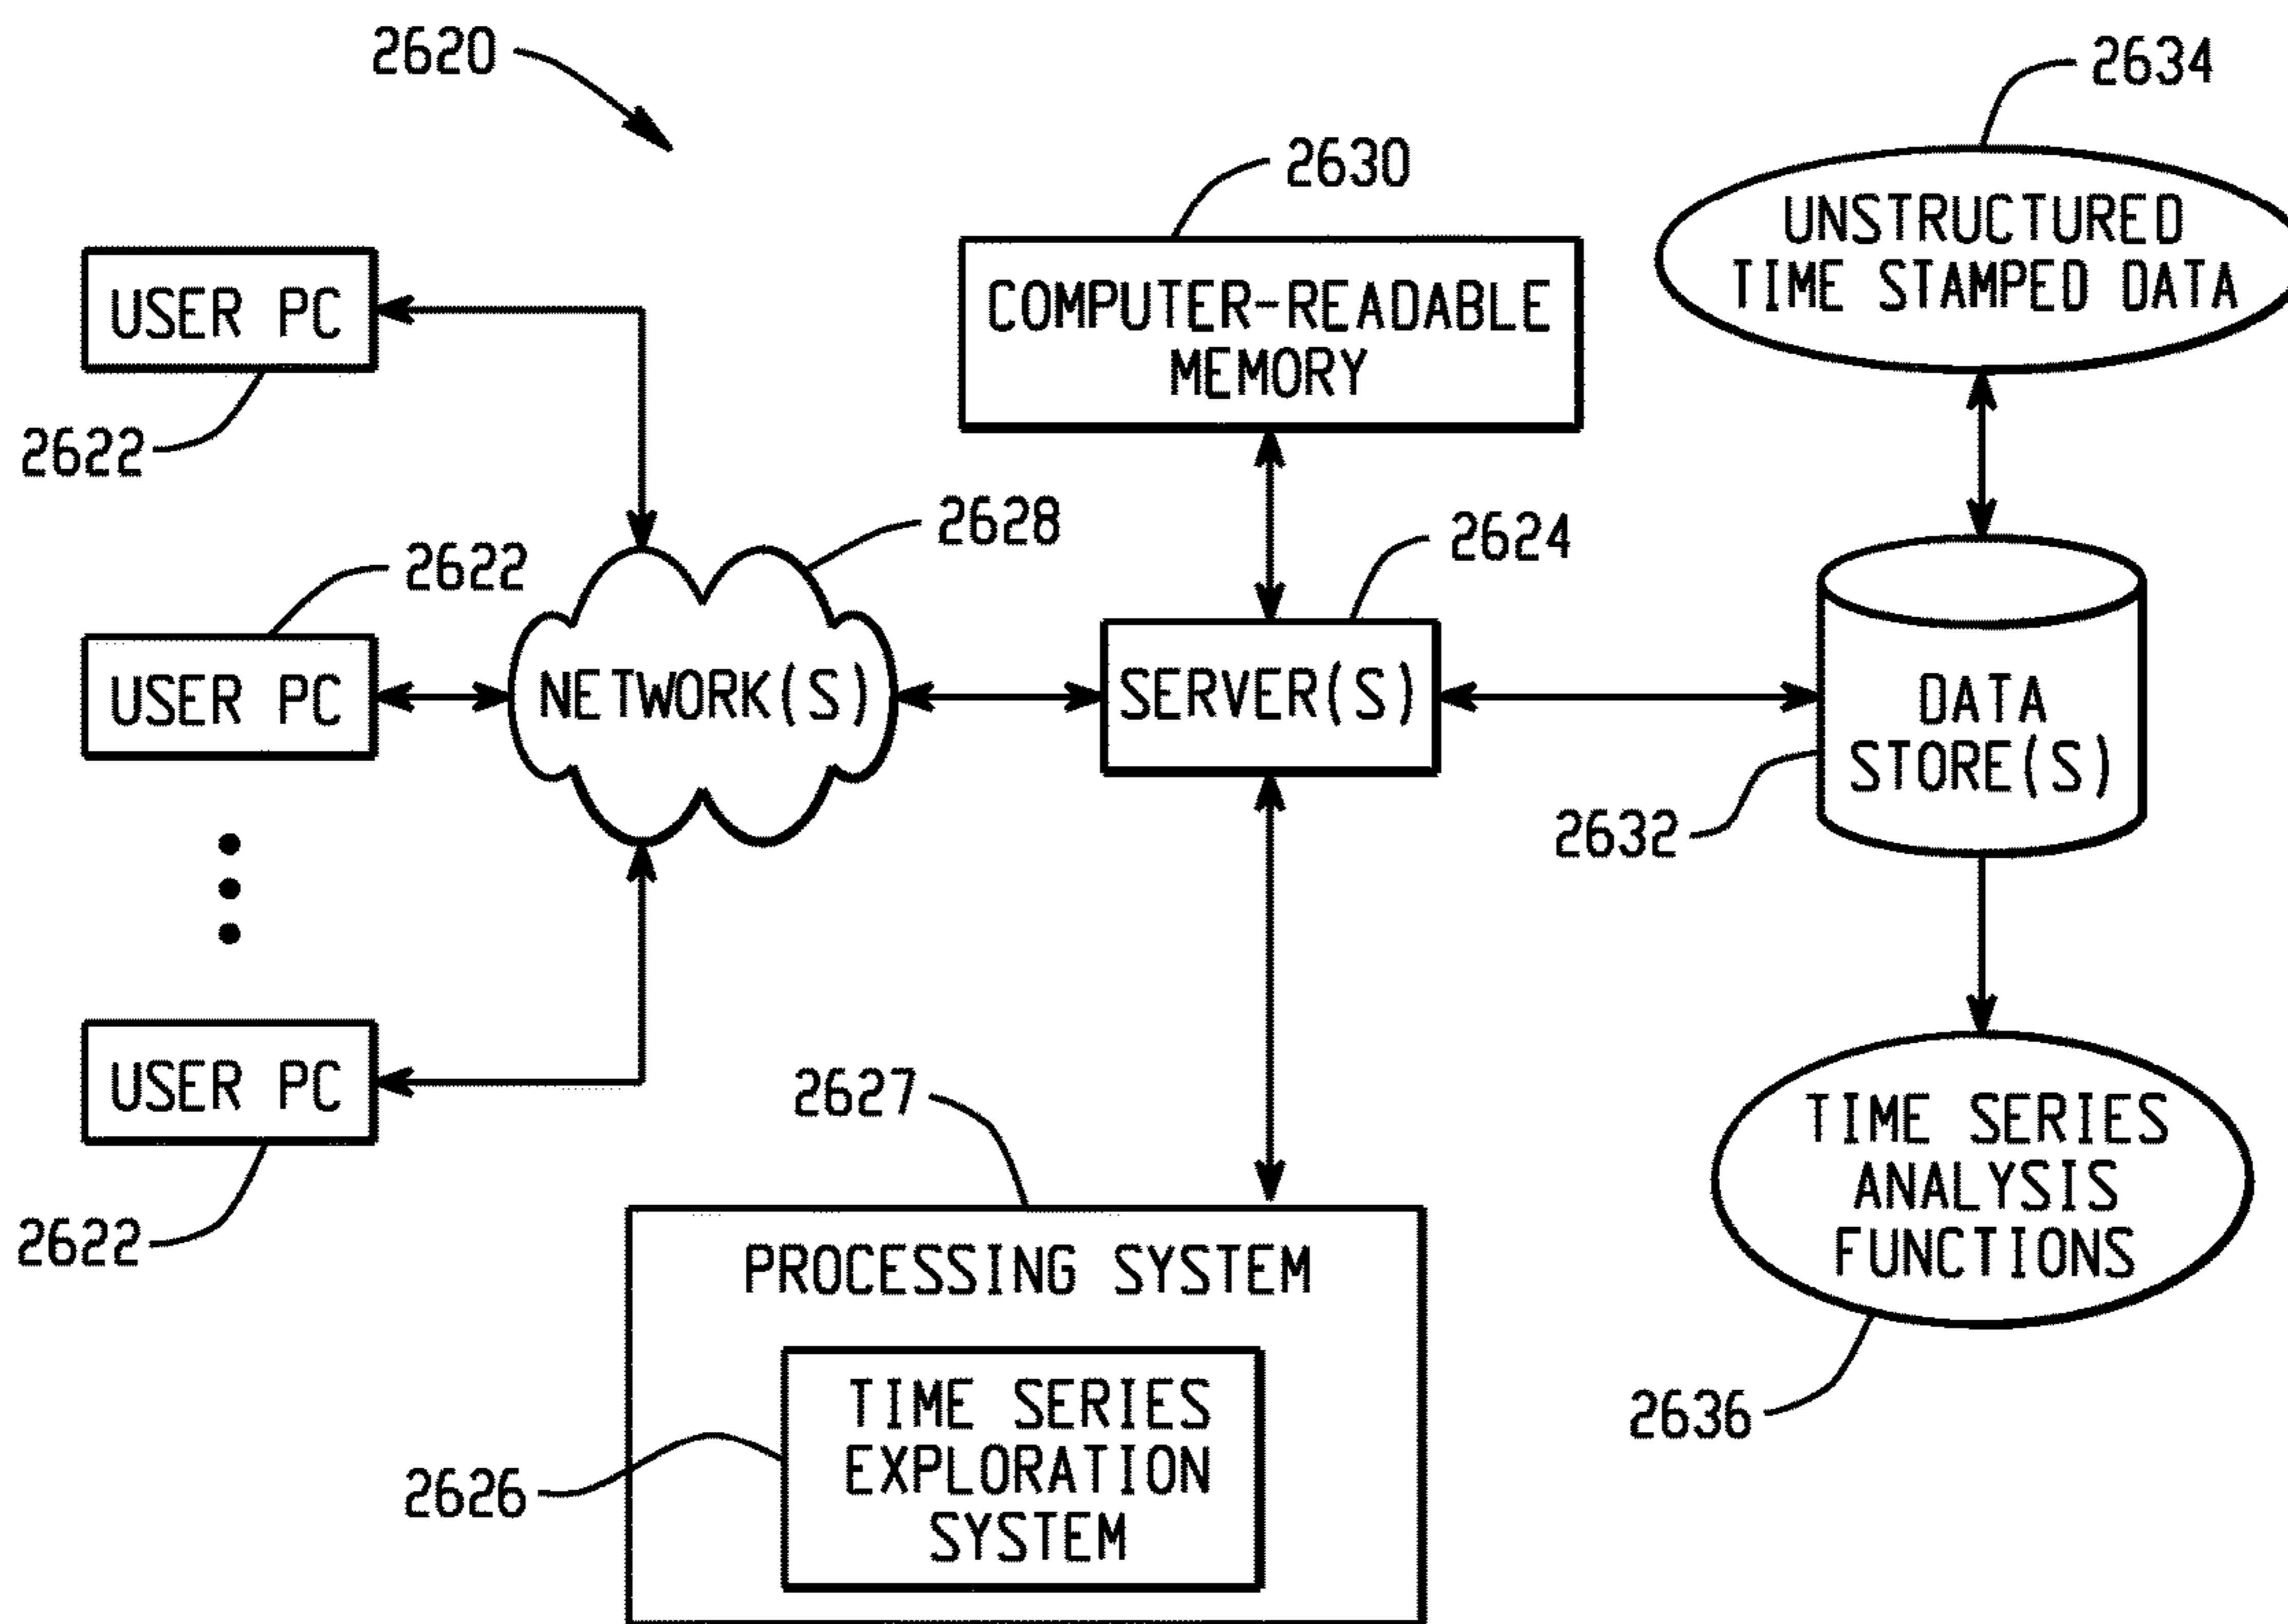 2620
2634
2630
UNSTRUCTURED
TIME STAMPED DATA
USER PC
COMPUTER-READABLE
MEMORY
2622
2628
2624
2622
USER PC
NETWORK(S)
SERVER(S)
DATA
STORE(S)
2632
USER PC
2627
TIME SERIES
ANALYSIS
FUNCTIONS
2622
PROCESSING SYSTEM
2636
TIME SERIES
EXPLORATION
SYSTEM
2626